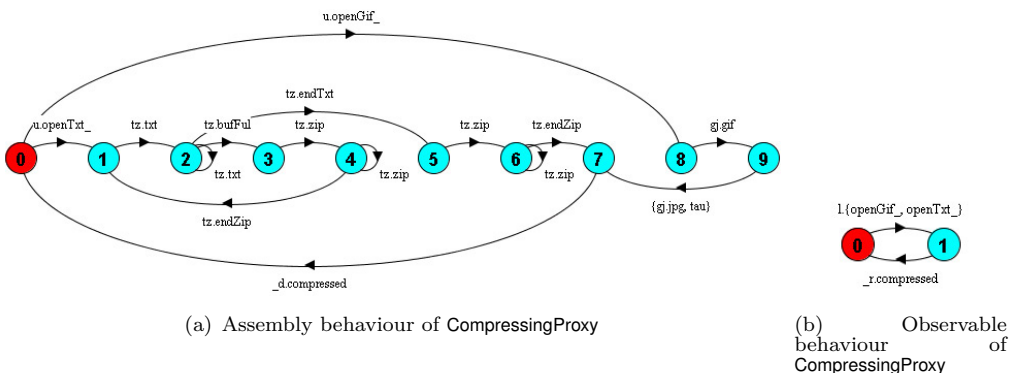 u.openGif_
tz.endTxt
u.openTxt_ tz.txt tz.bufFul tz.zip tz.zip tz.endZip gj.gif
0 1 2 3 4 5 6 7 8 9
tz.txt tz.zip tz.zip
tz.endZip {gj.jpg, tau}
_d.compressed
(a) Assembly behaviour of CompressingProxy
l.{openGif_, openTxt_}
0 1
_r.compressed
(b) Observable
behaviour of
CompressingProxy